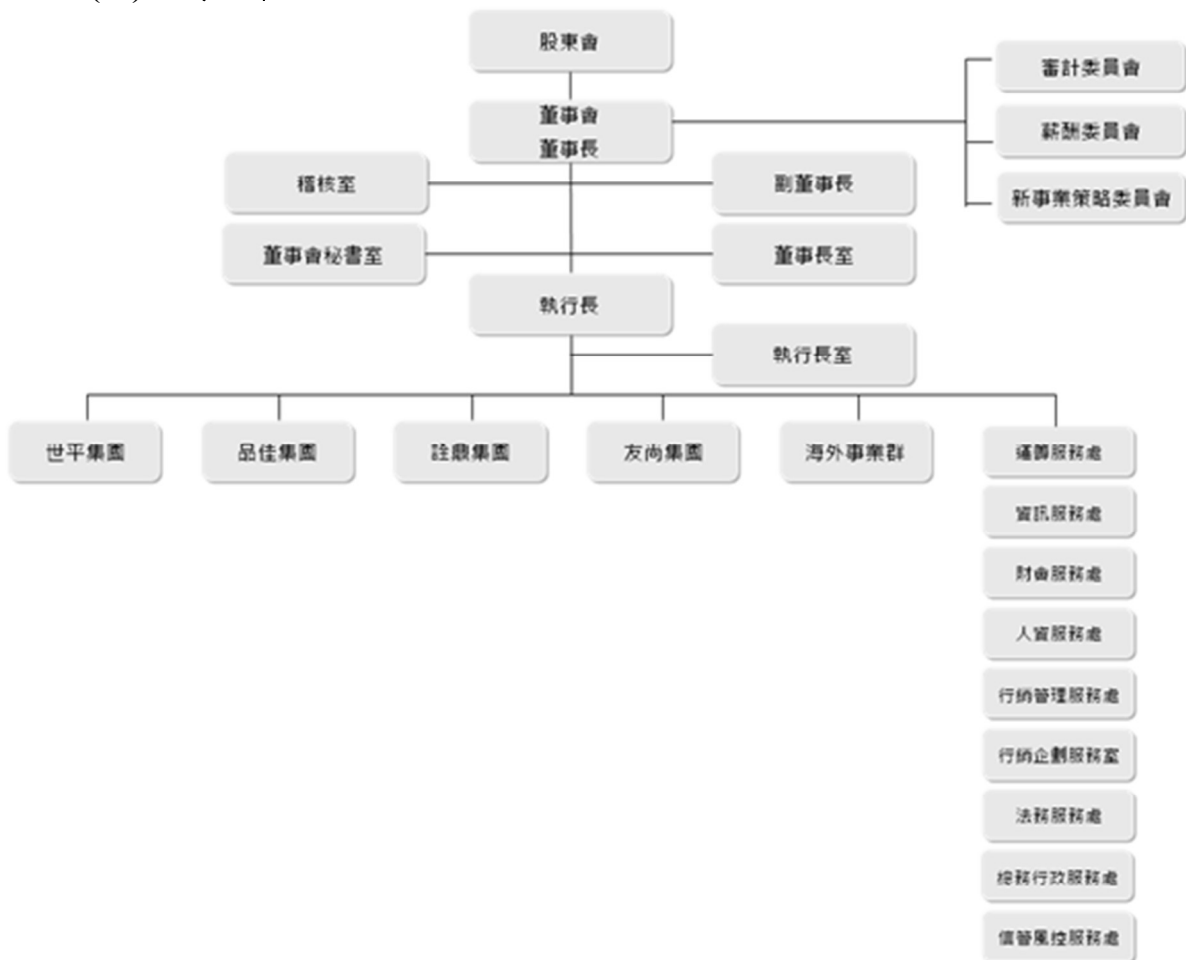 股東會
董事會
董事長
審計委員會
薪酬委員會
新事業策略委員會
稽核室
副董事長
董事會秘書室
董事長室
執行長
執行長室
世平集團
品佳集團
詮鼎集團
友尚集團
海外事業群
運籌服務處
資訊服務處
財會服務處
人資服務處
行銷管理服務處
行銷企劃服務室
法務服務處
總務行政服務處
信管風控服務處